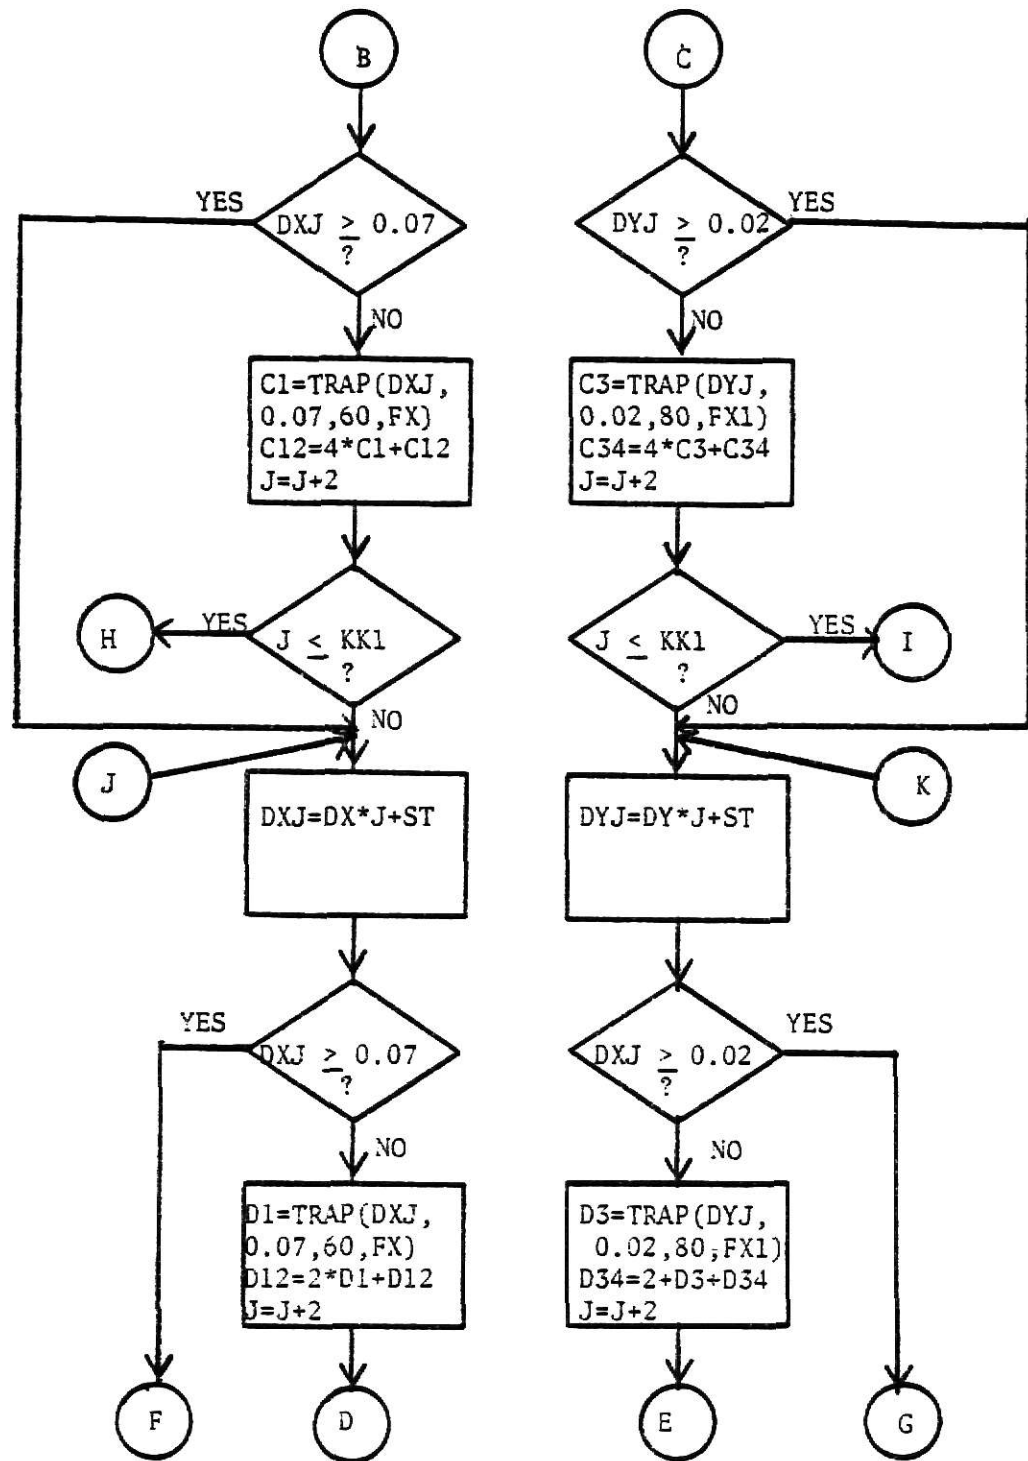 B
YES
DXJ ≥ 0.07
?
NO
C1=TRAP(DXJ,
0.07,60,FX)
C12=4*C1+C12
J=J+2
H
YES
J ≤ KK1
?
NO
J
DXJ=DX*J+ST
YES
DXJ ≥ 0.07
?
NO
D1=TRAP(DXJ,
0.07,60,FX)
D12=2*D1+D12
J=J+2
F
D
C
YES
DYJ ≥ 0.02
?
NO
C3=TRAP(DYJ,
0.02,80,FX1)
C34=4*C3+C34
J=J+2
J ≤ KK1
?
YES
I
NO
K
DYJ=DY*J+ST
YES
DXJ ≥ 0.02
?
NO
D3=TRAP(DYJ,
0.02,80,FX1)
D34=2+D3+D34
J=J+2
E
G